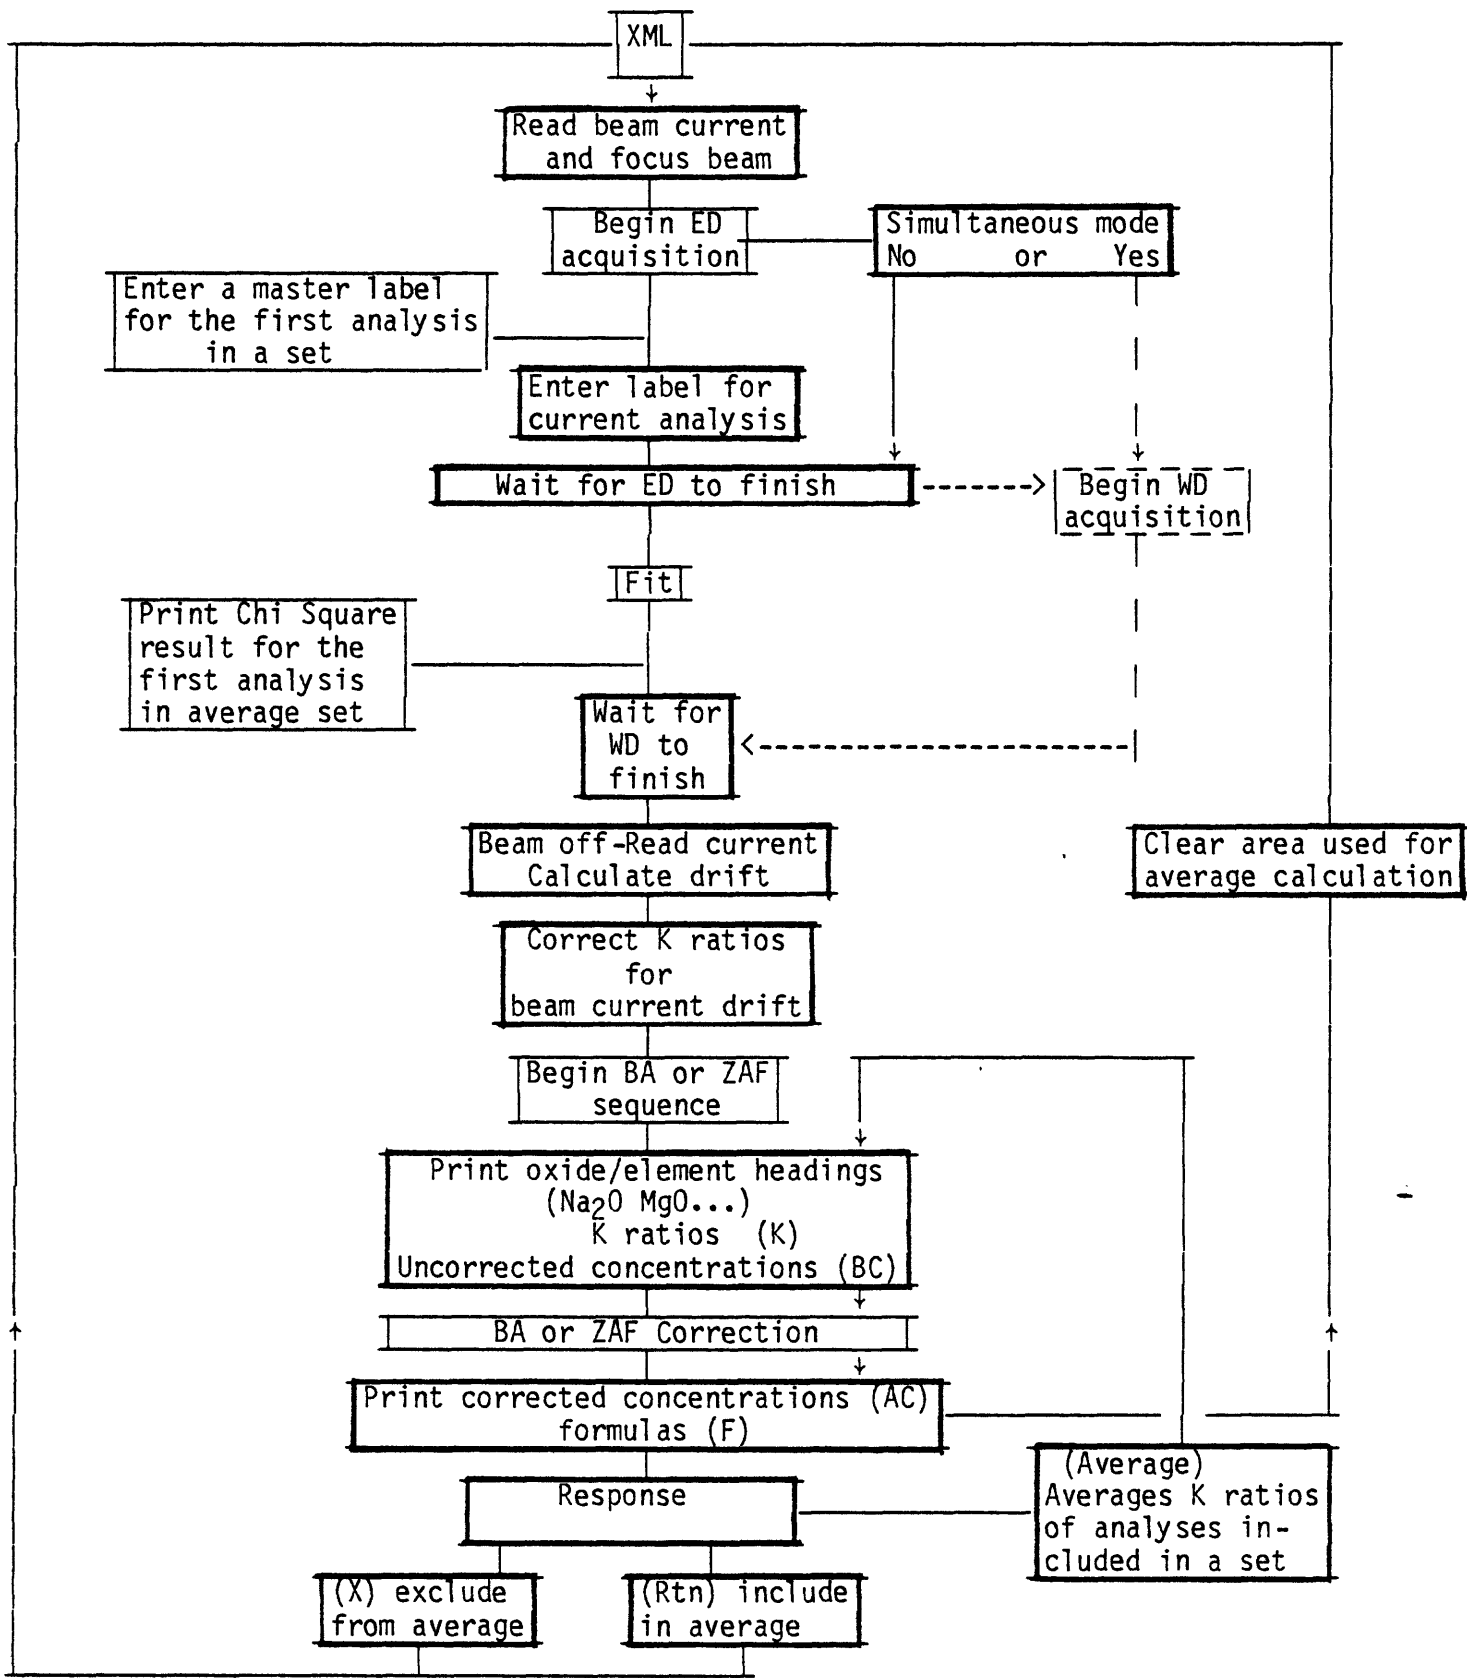 XML
Read beam current
and focus beam
Begin ED
acquisition
Simultaneous mode
No or Yes
Enter a master label
for the first analysis
in a set
Enter label for
current analysis
Wait for ED to finish
Begin WD
acquisition
Fit
Print Chi Square
result for the
first analysis
in average set
Wait for
WD to
finish
Beam off-Read current
Calculate drift
Clear area used for
average calculation
Correct K ratios
for
beam current drift
Begin BA or ZAF
sequence
Print oxide/element headings
(Na2O MgO...)
K ratios (K)
Uncorrected concentrations (BC)
BA or ZAF Correction
Print corrected concentrations (AC)
formulas (F)
(Average)
Averages K ratios
of analyses in-
cluded in a set
Response
(X) exclude
from average
(Rtn) include
in average